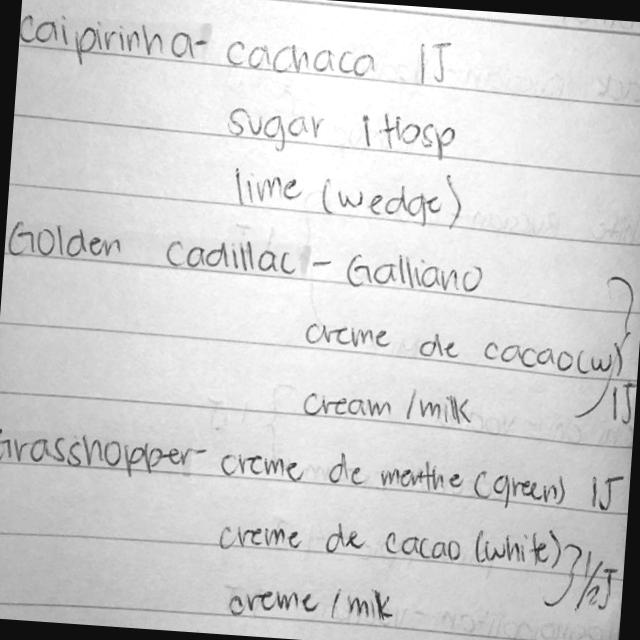 Caipirinha - cachaca 1J
sugar 1 tbsp
lime (wedge)
Golden Cadillac - Galliano
creme de cacao (w)
cream / milk 1J
Grasshopper - creme de menthe (green) 1J
creme de cacao (white) 1/2J
creme / milk